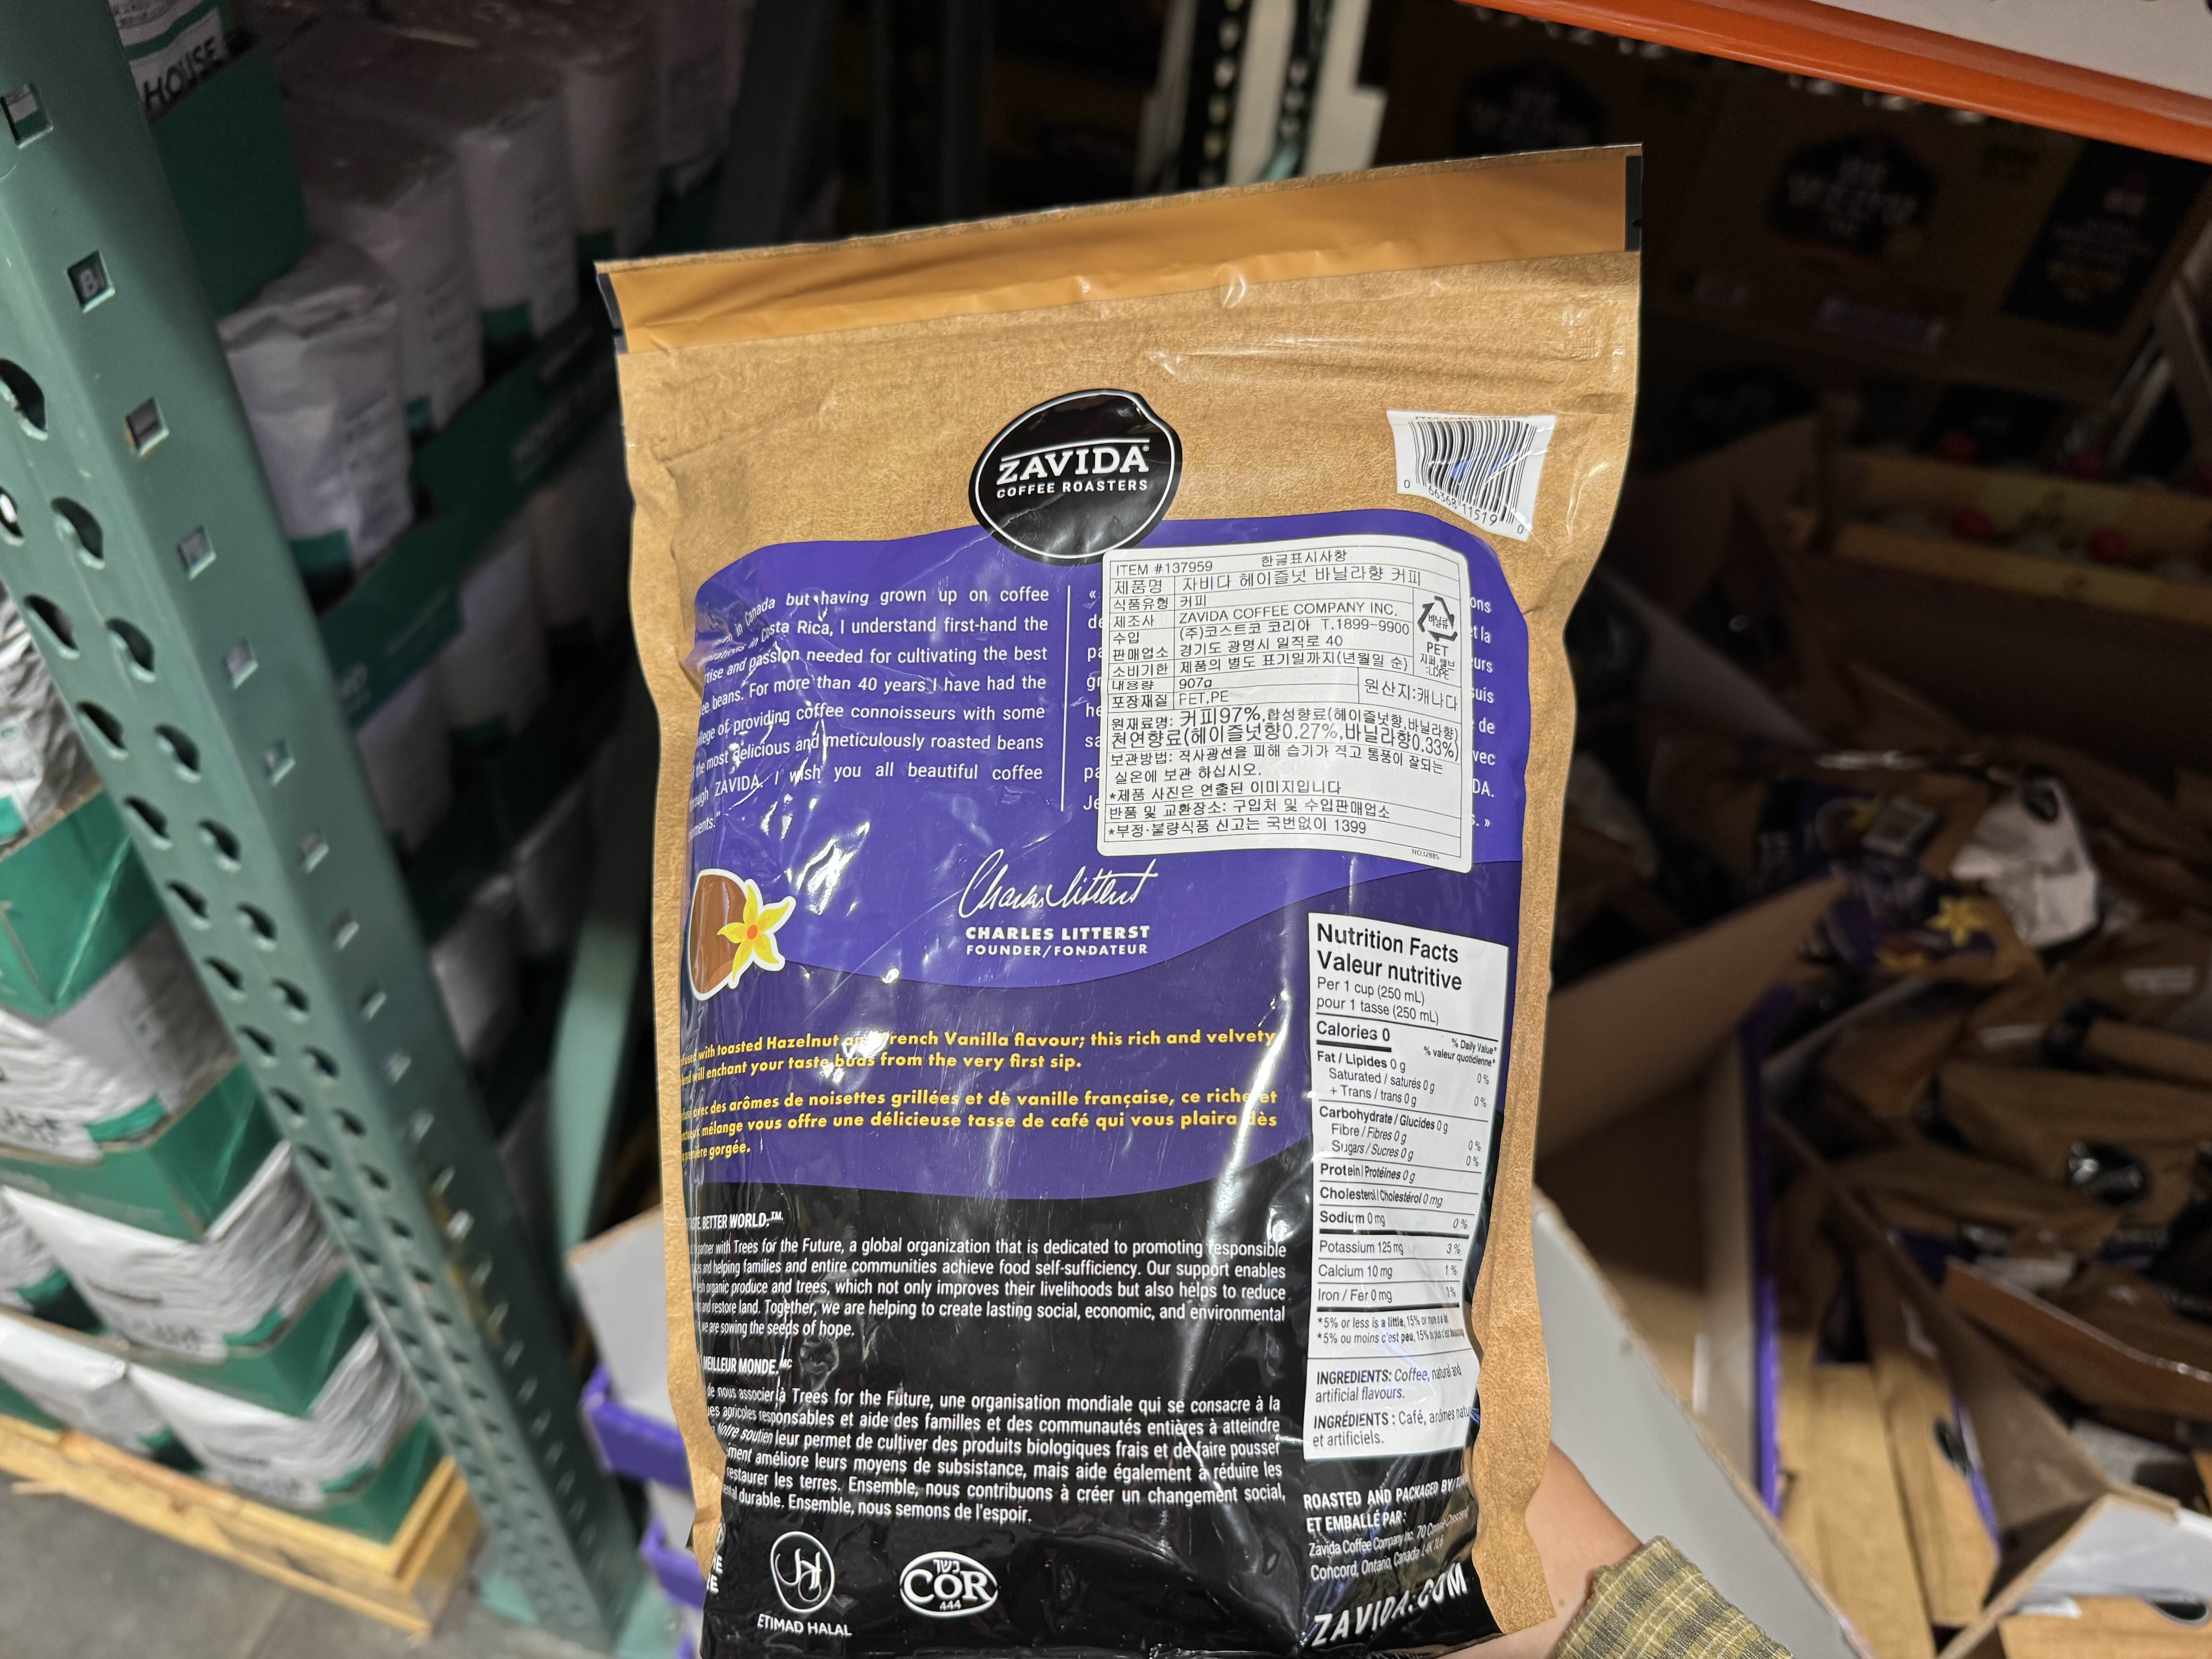 HOUSE
ZAVIDA
COFFEE ROASTERS
0 66368 11519 0
in Canada but having grown up on coffee
in Costa Rica, I understand first-hand the
and passion needed for cultivating the best
beans. For more than 40 years I have had the
of providing coffee connoisseurs with some
the most delicious and meticulously roasted beans
ZAVIDA. I wish you all beautiful coffee
ITEM #137959 한글표시사항
제품명 자비다 헤이즐넛 바닐라향 커피
식품유형 커피
제조사 ZAVIDA COFFEE COMPANY INC.
수입 (주)코스트코 코리아 T.1899-9900
판매업소 경기도 광명시 일직로 40
소비기한 제품의 별도 표기일까지(년월일 순)
내용량 907g
포장재질 PET,PE
원산지:캐나다
비닐류
PET
지퍼,밸브
:LDPE
원재료명: 커피97%,합성향료(헤이즐넛향,바닐라향)
천연향료(헤이즐넛향0.27%,바닐라향0.33%)
보관방법: 직사광선을 피해 습기가 적고 통풍이 잘되는
실온에 보관 하십시오.
*제품 사진은 연출된 이미지입니다
반품 및 교환장소: 구입처 및 수입판매업소
*부정·불량식품 신고는 국번없이 1399
NO32885
Charles Litterst
CHARLES LITTERST
FOUNDER/FONDATEUR
with toasted Hazelnut French Vanilla flavour; this rich and velvety
will enchant your taste buds from the very first sip.
avec des arômes de noisettes grillées et de vanille française, ce riche et
mélange vous offre une délicieuse tasse de café qui vous plaira dès
gorgée.
BETTER WORLD.™
partner with Trees for the Future, a global organization that is dedicated to promoting responsible
and helping families and entire communities achieve food self-sufficiency. Our support enables
organic produce and trees, which not only improves their livelihoods but also helps to reduce
and restore land. Together, we are helping to create lasting social, economic, and environmental
we are sowing the seeds of hope.
MEILLEUR MONDE.MC
de nous associer à Trees for the Future, une organisation mondiale qui se consacre à la
agricoles responsables et aide des familles et des communautés entières à atteindre
Notre soutien leur permet de cultiver des produits biologiques frais et de faire pousser
améliore leurs moyens de subsistance, mais aide également à réduire les
restaurer les terres. Ensemble, nous contribuons à créer un changement social,
durable. Ensemble, nous semons de l'espoir.
ETIMAD HALAL
כשר
COR
444
Nutrition Facts
Valeur nutritive
Per 1 cup (250 mL)
pour 1 tasse (250 mL)
Calories 0
% Daily Value*
% valeur quotidienne*
Fat / Lipides 0 g 0 %
Saturated / saturés 0 g
+ Trans / trans 0 g 0 %
Carbohydrate / Glucides 0 g
Fibre / Fibres 0 g 0 %
Sugars / Sucres 0 g 0 %
Protein / Protéines 0 g
Cholesterol / Cholestérol 0 mg
Sodium 0 mg 0 %
Potassium 125 mg 3 %
Calcium 10 mg 1 %
Iron / Fer 0 mg
*5% or less is a little, 15% or more is a lot
*5% ou moins c'est peu, 15% ou plus c'est beaucoup
INGREDIENTS: Coffee, natural and
artificial flavours.
INGRÉDIENTS : Café, arômes
et artificiels.
ROASTED AND PACKAGED BY/
ET EMBALLÉ PAR:
Zavida Coffee Company Inc. 70
Concord, Ontario, Canada
ZAVIDA.COM